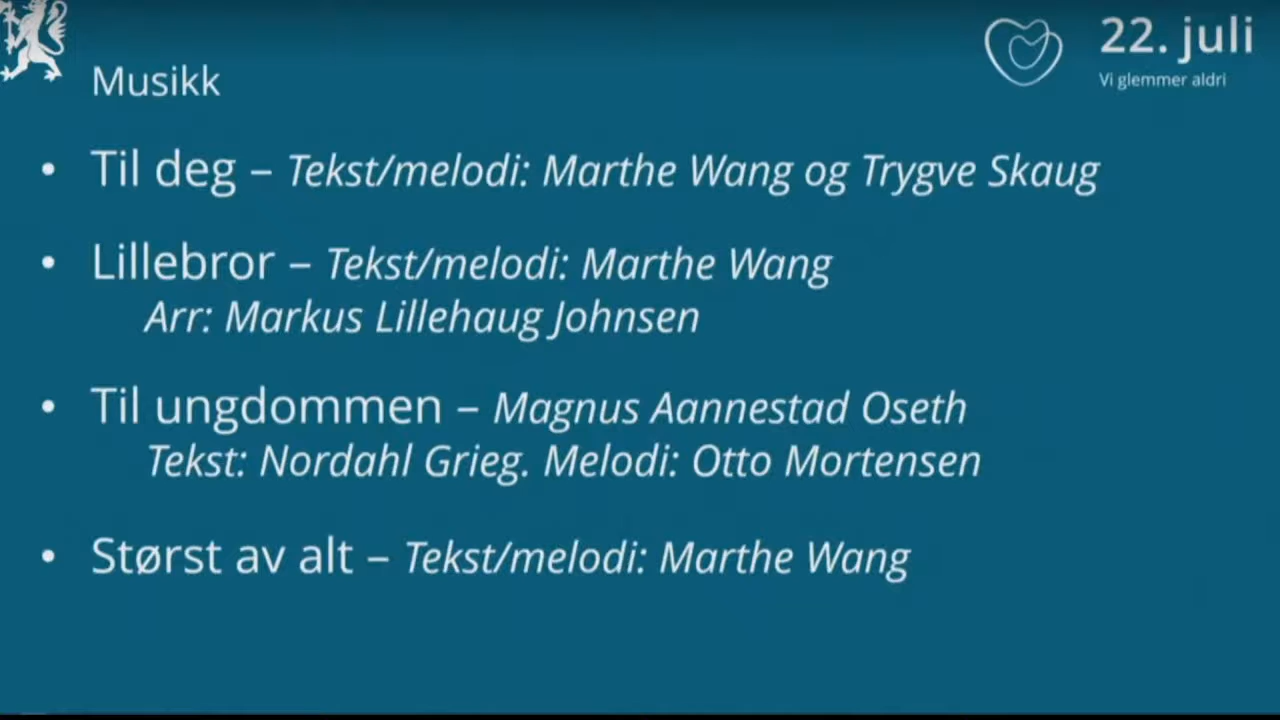 22. juli
Vi glemmer aldri
Musikk
• Til deg – Tekst/melodi: Marthe Wang og Trygve Skaug
• Lillebror – Tekst/melodi: Marthe Wang
Arr: Markus Lillehaug Johnsen
• Til ungdommen – Magnus Aannestad Oseth
Tekst: Nordahl Grieg. Melodi: Otto Mortensen
• Størst av alt – Tekst/melodi: Marthe Wang